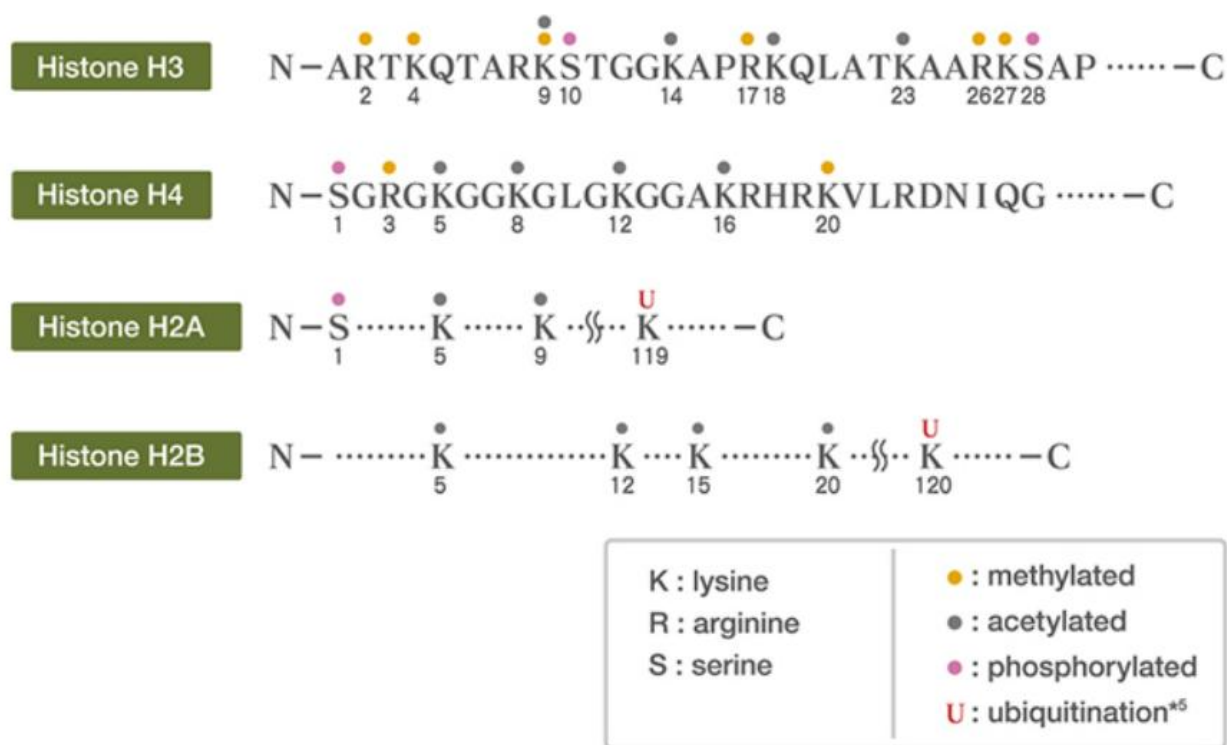 Histone H3
N–ARTKQTARKSTGGKAPRKQLATKAARKSAP ······ –C
2 4 9 10 14 17 18 23 26 27 28
Histone H4
N–SGRGKGGKGLGKGGAKRHRKVLRDNIQG ······ –C
1 3 5 8 12 16 20
U
Histone H2A
N–S ······· K ······ K ·· ·· K ······ –C
1 5 9 119
U
Histone H2B
N– ········ K ············· K ···· K ········· K ·· ·· K ······ –C
5 12 15 20 120
K : lysine
R : arginine
S : serine
: methylated
: acetylated
: phosphorylated
U : ubiquitination*5